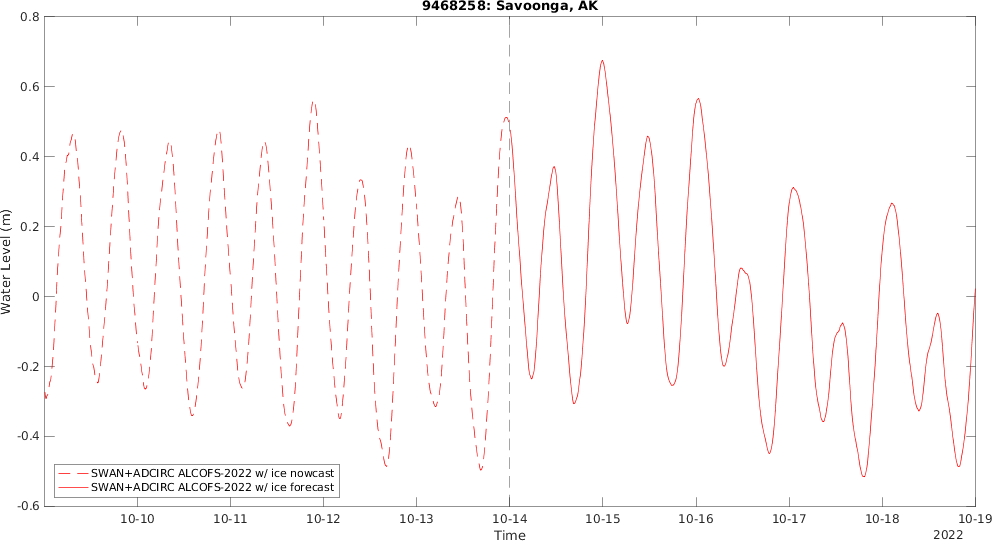 9468258: Savoonga, AK
0.8
0.6
0.4
0.2
0
-0.2
-0.4
-0.6
Water Level (m)
SWAN+ADCIRC ALCOFS-2022 w/ ice nowcast
SWAN+ADCIRC ALCOFS-2022 w/ ice forecast
10-10 10-11 10-12 10-13 10-14 10-15 10-16 10-17 10-18 10-19
Time
2022